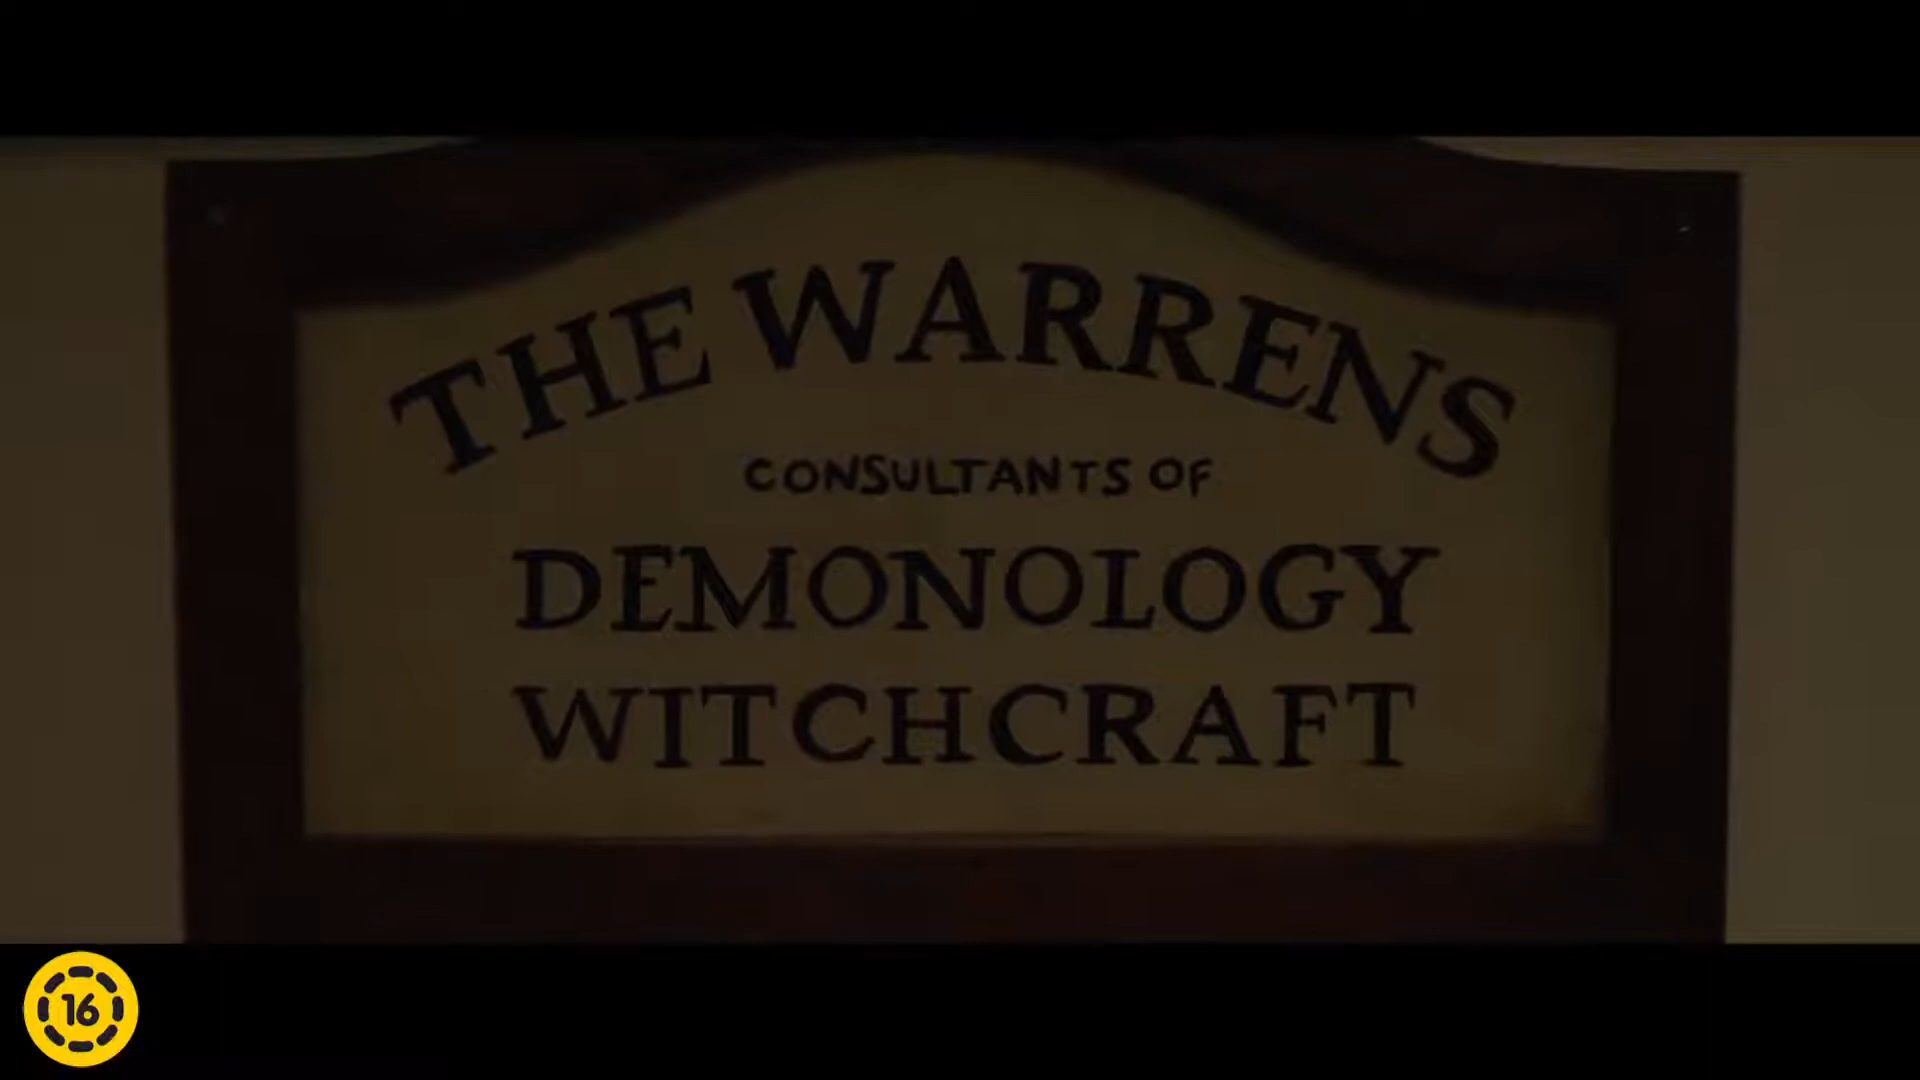 THE WARRENS
CONSULTANTS OF
DEMONOLOGY
WITCHCRAFT
16